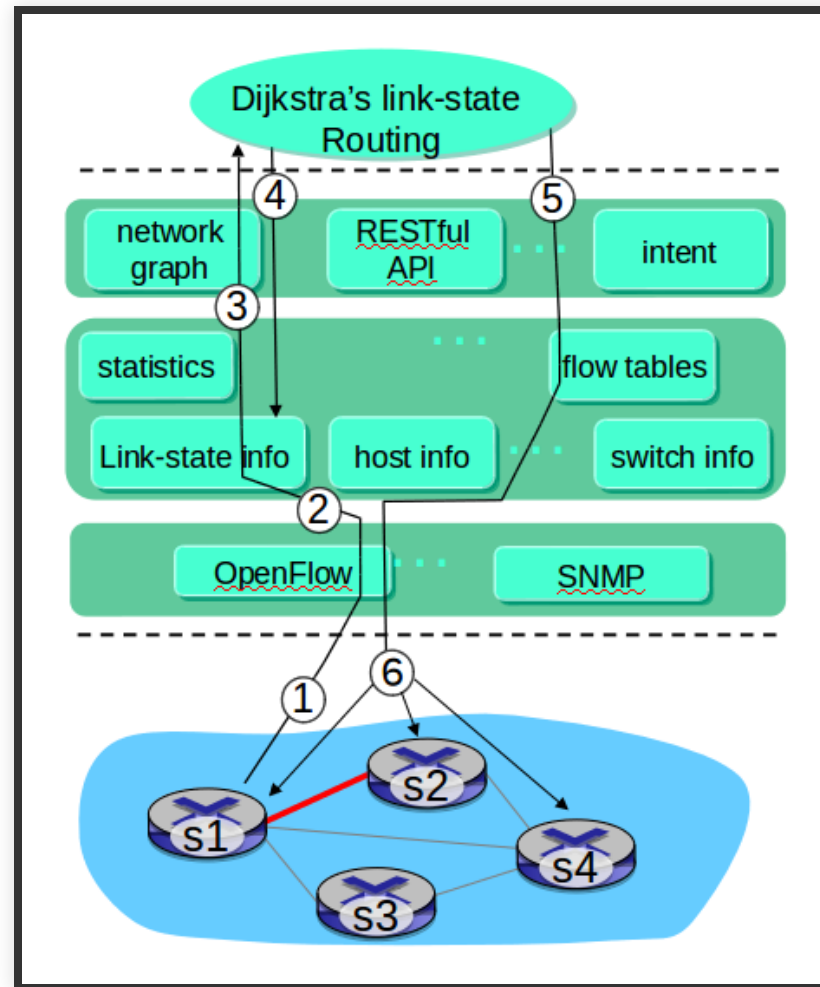 Dijkstra's link-state
Routing
4
5
network
graph
RESTful
API
...
intent
3
statistics
...
flow tables
Link-state info
host info
...
switch info
2
OpenFlow
...
SNMP
1
6
s2
s1
s4
s3